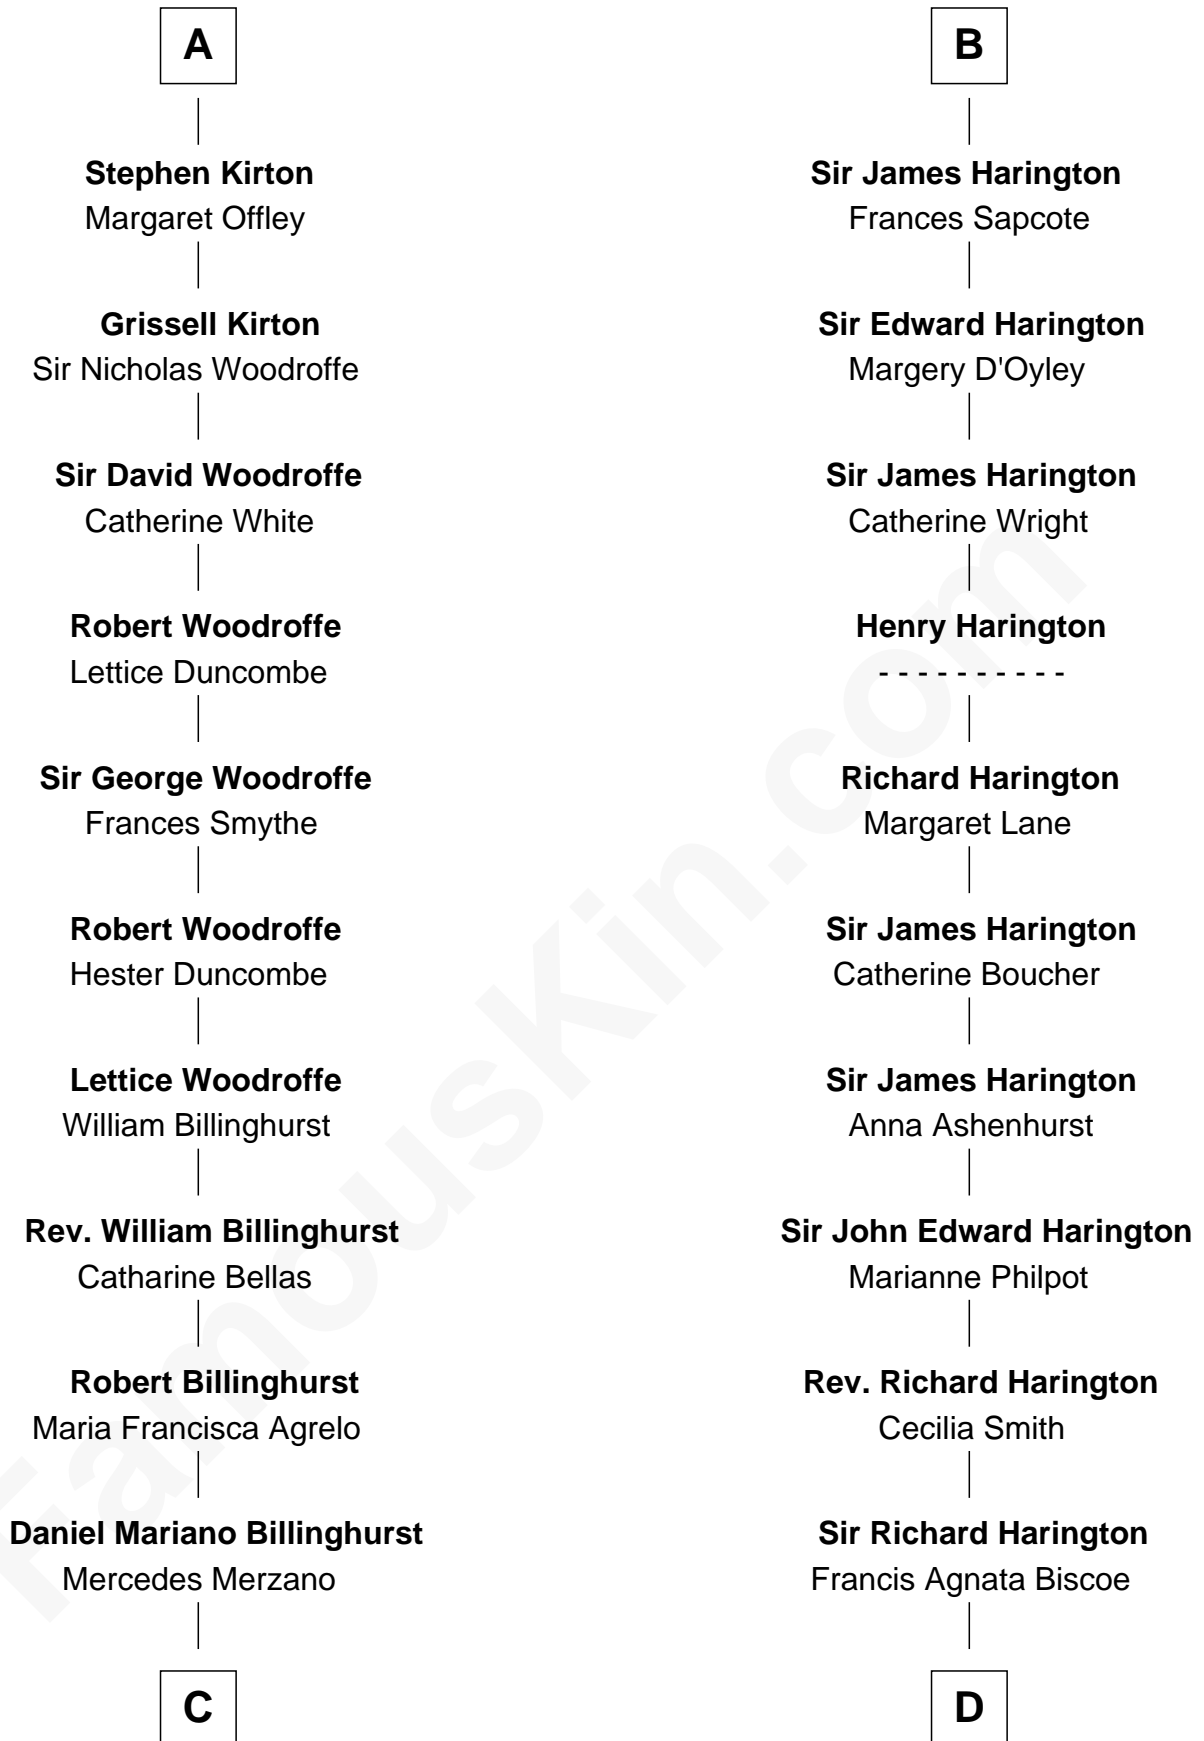 A
Stephen Kirton
Margaret Offley
Grissell Kirton
Sir Nicholas Woodroffe
Sir David Woodroffe
Catherine White
Robert Woodroffe
Lettice Duncombe
Sir George Woodroffe
Frances Smythe
Robert Woodroffe
Hester Duncombe
Lettice Woodroffe
William Billinghurst
Rev. William Billinghurst
Catharine Bellas
Robert Billinghurst
Maria Francisca Agrelo
Daniel Mariano Billinghurst
Mercedes Merzano
C
B
Sir James Harington
Frances Sapcote
Sir Edward Harington
Margery D'Oyley
Sir James Harington
Catherine Wright
Henry Harington
- - - - - - - - - -
Richard Harington
Margaret Lane
Sir James Harington
Catherine Boucher
Sir James Harington
Anna Ashenhurst
Sir John Edward Harington
Marianne Philpot
Rev. Richard Harington
Cecilia Smith
Sir Richard Harington
Francis Agnata Biscoe
D
FamousKin.com